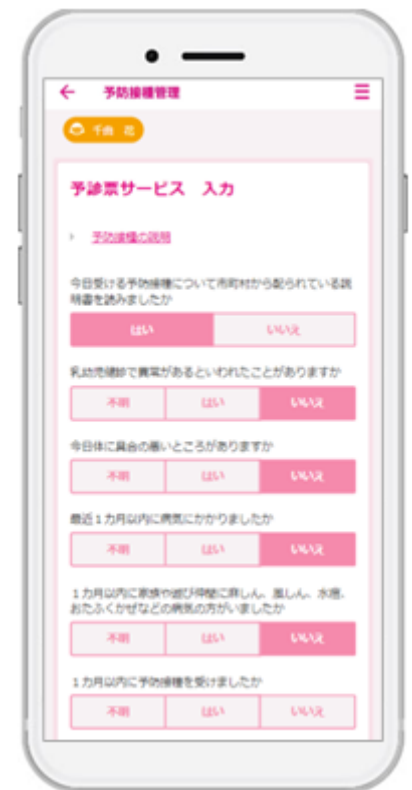 予防接種管理
千曲 花
予診票サービス 入力
予防接種の説明
今日受ける予防接種について市町村から配られている説
明書を読みましたか
はい いいえ
乳幼児健診で異常があるといわれたことがありますか
不明 はい いいえ
今日体に具合の悪いところがありますか
不明 はい いいえ
最近1カ月以内に病気にかかりましたか
不明 はい いいえ
1カ月以内に家族や遊び仲間に麻しん、風しん、水痘、
おたふくかぜなどの病気の方がいましたか
不明 はい いいえ
1カ月以内に予防接種を受けましたか
不明 はい いいえ